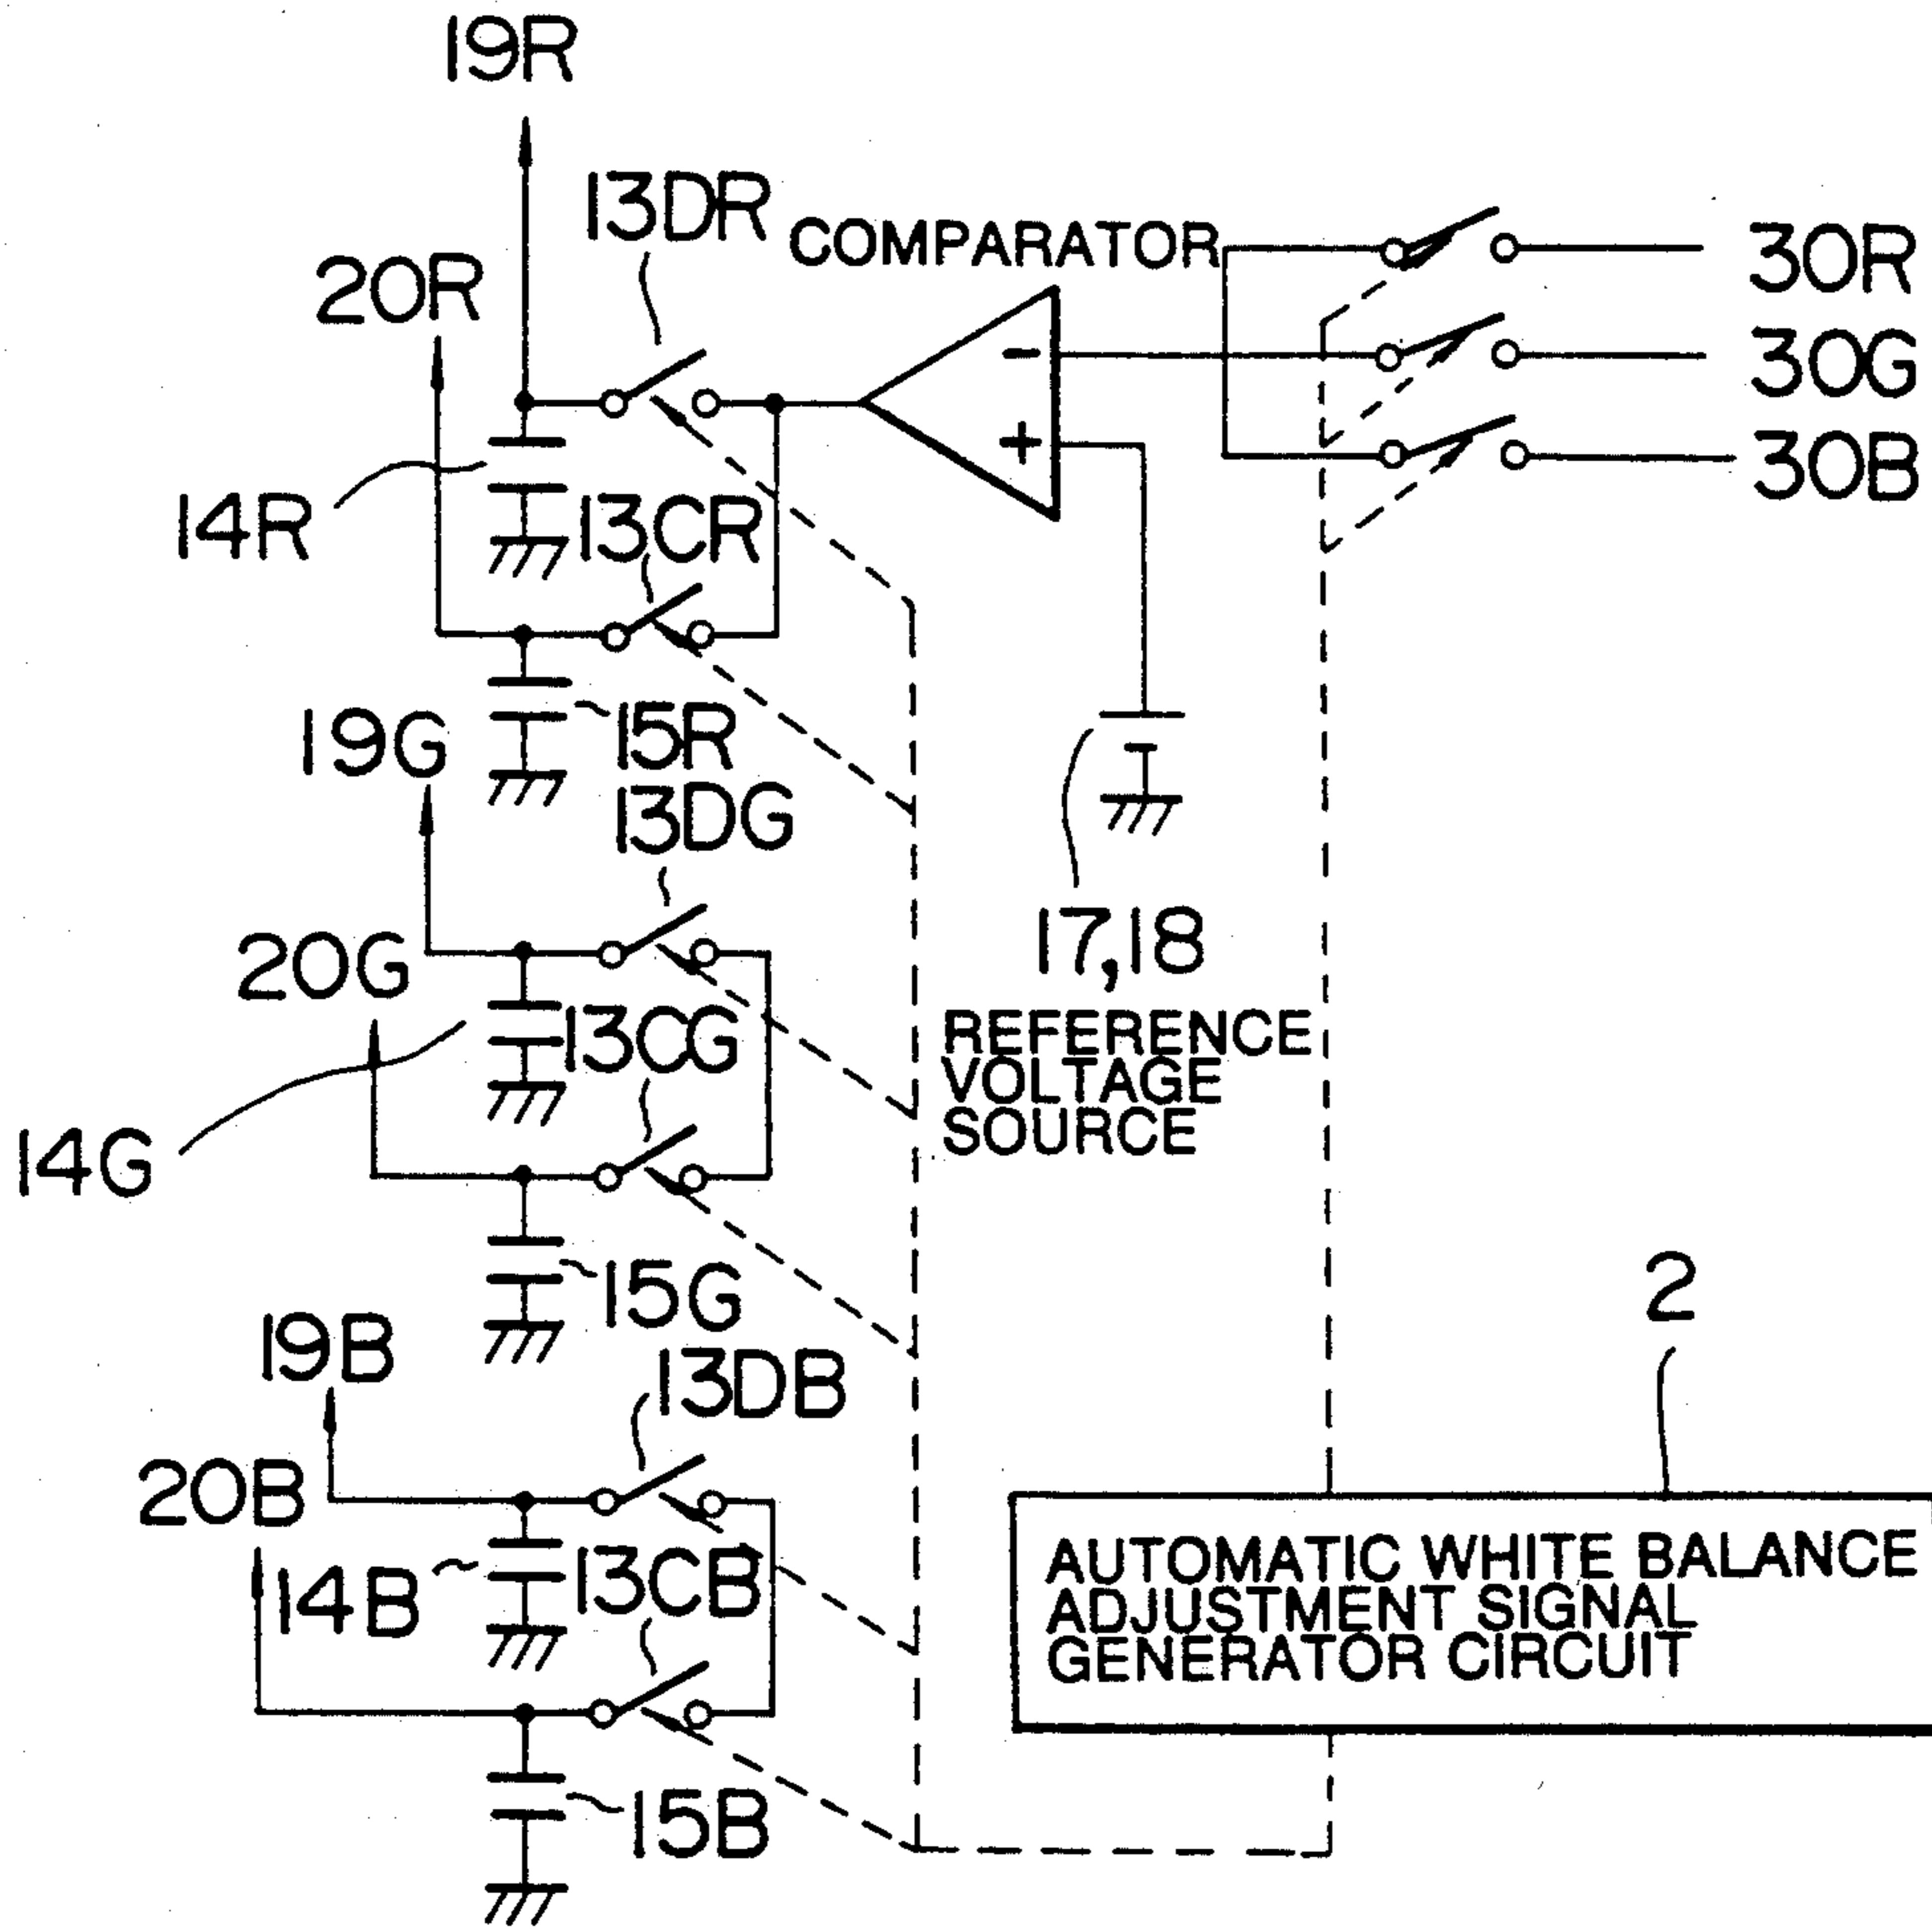 19R
13DR
COMPARATOR
30R
20R
30G
30B
14R
13CR
15R
19G
13DG
17,18
REFERENCE
VOLTAGE
SOURCE
20G
13CG
14G
15G
2
19B
13DB
20B
14B
13CB
AUTOMATIC WHITE BALANCE
ADJUSTMENT SIGNAL
GENERATOR CIRCUIT
15B
-
+